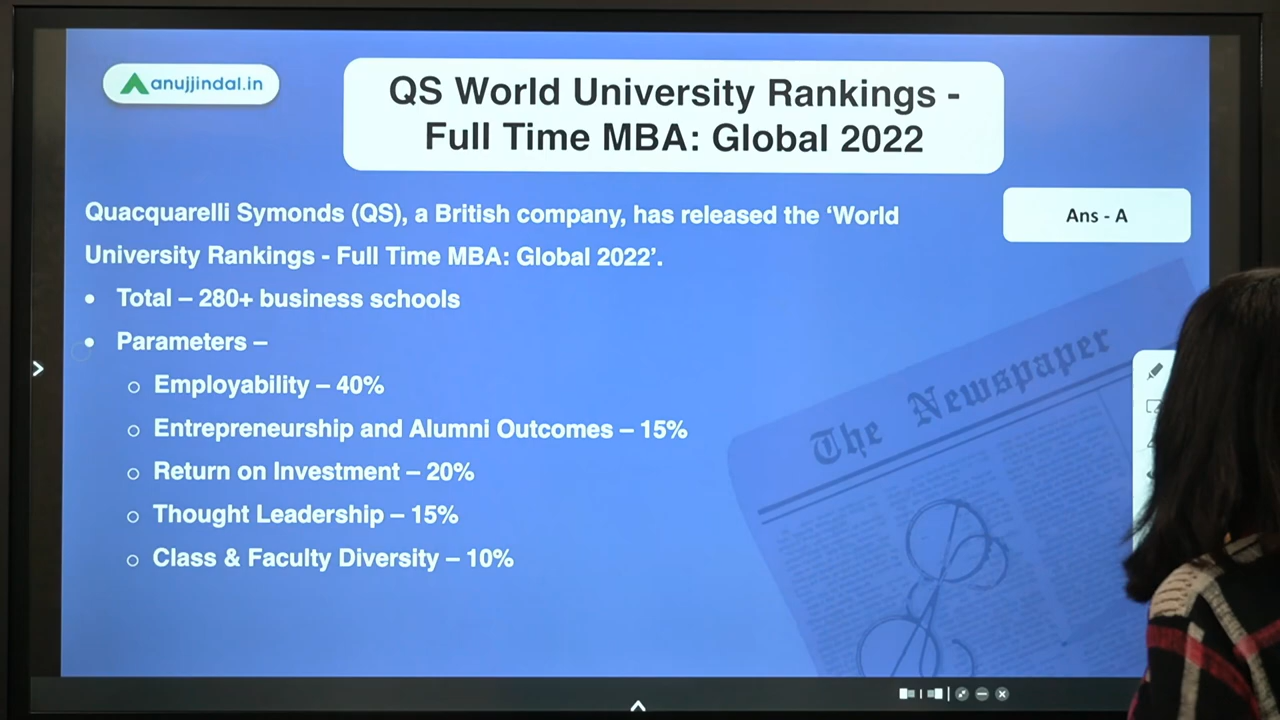 anujjindal.in
QS World University Rankings -
Full Time MBA: Global 2022
Quacquarelli Symonds (QS), a British company, has released the ‘World
University Rankings - Full Time MBA: Global 2022’.
Ans - A
• Total – 280+ business schools
• Parameters –
○ Employability – 40%
○ Entrepreneurship and Alumni Outcomes – 15%
○ Return on Investment – 20%
○ Thought Leadership – 15%
○ Class & Faculty Diversity – 10%
The Newspaper